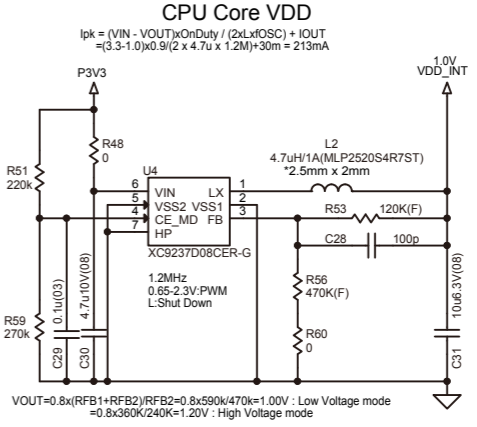 CPU Core VDD
Ipk = (VIN - VOUT)xOnDuty / (2xLxfOSC) + IOUT
=(3.3-1.0)x0.9/(2 x 4.7u x 1.2M)+30m = 213mA
P3V3
1.0V
VDD_INT
R48
0
L2
4.7uH/1A(MLP2520S4R7ST)
*2.5mm x 2mm
R51
220k
U4
6 VIN LX 1
5 VSS2 VSS1 2
4 CE_MD FB 3
7 HP
XC9237D08CER-G
R53 120K(F)
C28 100p
1.2MHz
0.65-2.3V:PWM
L:Shut Down
R56
470K(F)
R59
270k
C29 0.1u(03)
C30 4.7u10V(08)
R60
0
C31 10u6.3V(08)
VOUT=0.8x(RFB1+RFB2)/RFB2=0.8x590k/470k=1.00V : Low Voltage mode
=0.8x360K/240K=1.20V : High Voltage mode